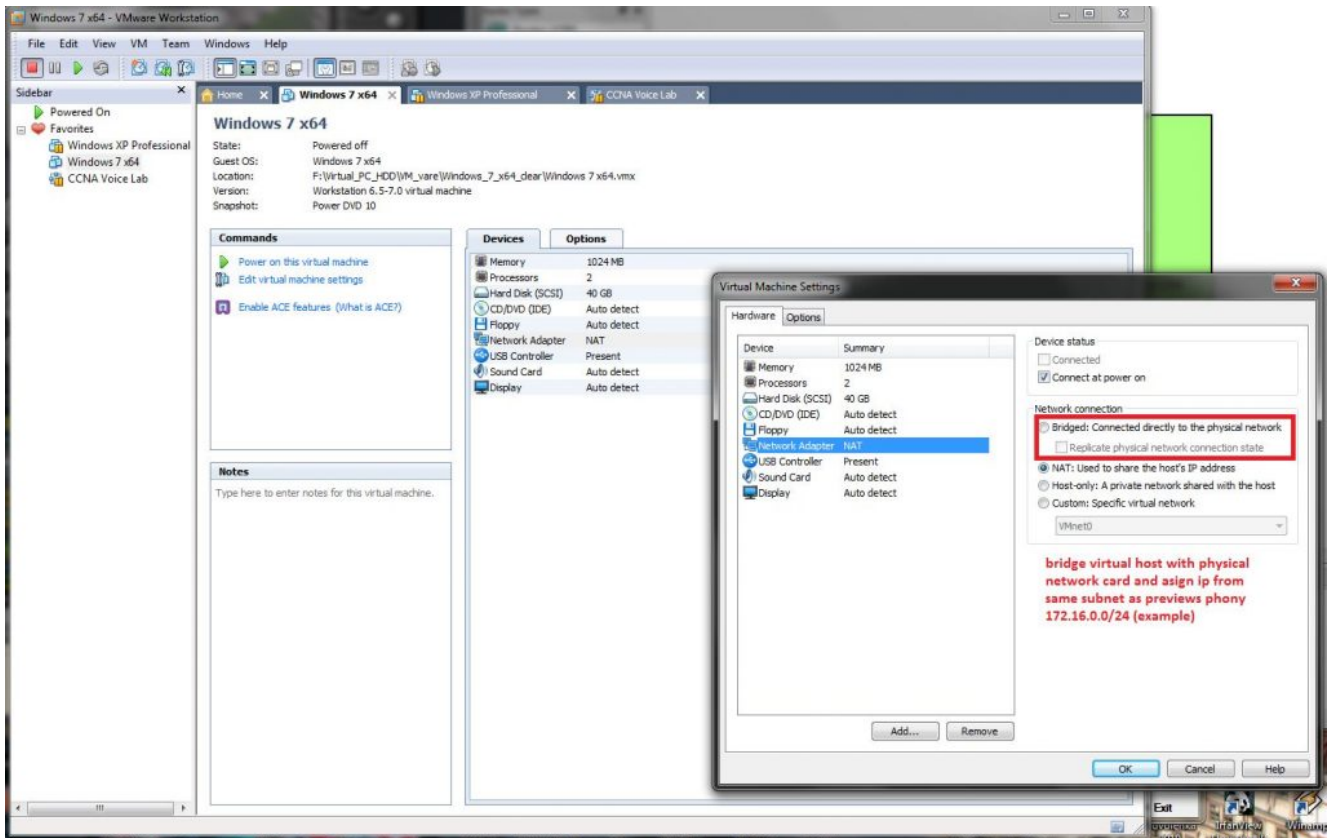 Windows 7 x64 - VMware Workstation
File Edit View VM Team Windows Help
Sidebar x
Home x Windows 7 x64 x Windows XP Professional x CCNA Voice Lab x
Powered On
Favorites
Windows XP Professional
Windows 7 x64
CCNA Voice Lab
Windows 7 x64
State: Powered off
Guest OS: Windows 7 x64
Location: F:\Virtual_PC_HDD\VM_vare\Windows_7_x64_clear\Windows 7 x64.vmx
Version: Workstation 6.5-7.0 virtual machine
Snapshot: Power DVD 10
Commands
Power on this virtual machine
Edit virtual machine settings
Enable ACE features (What is ACE?)
Notes
Type here to enter notes for this virtual machine.
Devices Options
Memory 1024 MB
Processors 2
Hard Disk (SCSI) 40 GB
CD/DVD (IDE) Auto detect
Floppy Auto detect
Network Adapter NAT
USB Controller Present
Sound Card Auto detect
Display Auto detect
Virtual Machine Settings
Hardware Options
Device Summary
Memory 1024 MB
Processors 2
Hard Disk (SCSI) 40 GB
CD/DVD (IDE) Auto detect
Floppy Auto detect
Network Adapter NAT
USB Controller Present
Sound Card Auto detect
Display Auto detect
Add... Remove
Device status
Connected
Connect at power on
Network connection
Bridged: Connected directly to the physical network
Replicate physical network connection state
NAT: Used to share the host's IP address
Host-only: A private network shared with the host
Custom: Specific virtual network
VMnet0
bridge virtual host with physical
network card and asign ip from
same subnet as previews phony
172.16.0.0/24 (example)
OK Cancel Help
Exit
IrfanView Winamp